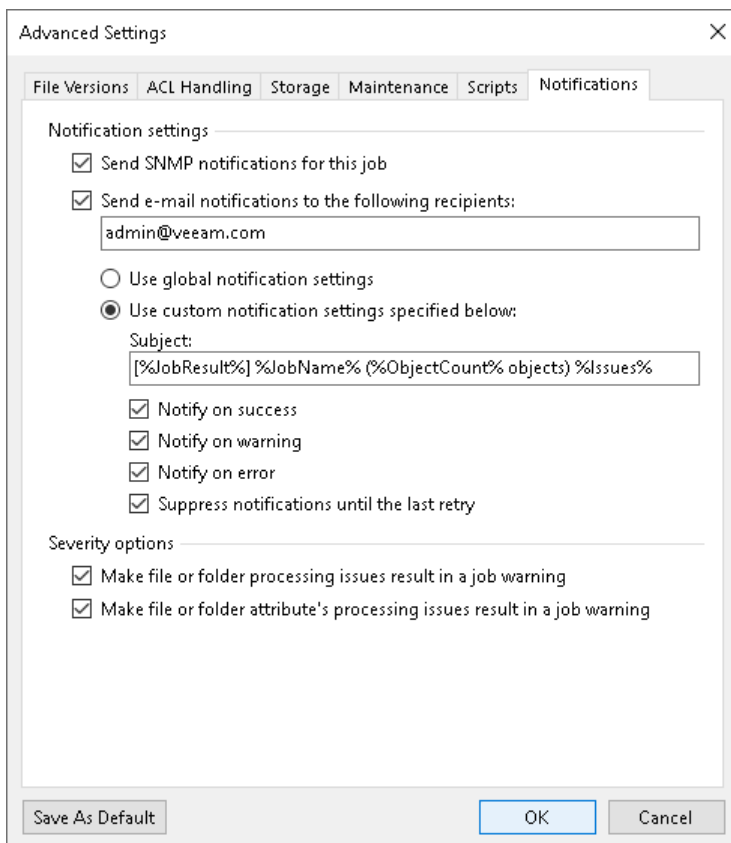 Advanced Settings
File Versions ACL Handling Storage Maintenance Scripts Notifications
Notification settings
Send SNMP notifications for this job
Send e-mail notifications to the following recipients:
admin@veeam.com
Use global notification settings
Use custom notification settings specified below:
Subject:
[%JobResult%] %JobName% (%ObjectCount% objects) %Issues%
Notify on success
Notify on warning
Notify on error
Suppress notifications until the last retry
Severity options
Make file or folder processing issues result in a job warning
Make file or folder attribute's processing issues result in a job warning
Save As Default OK Cancel